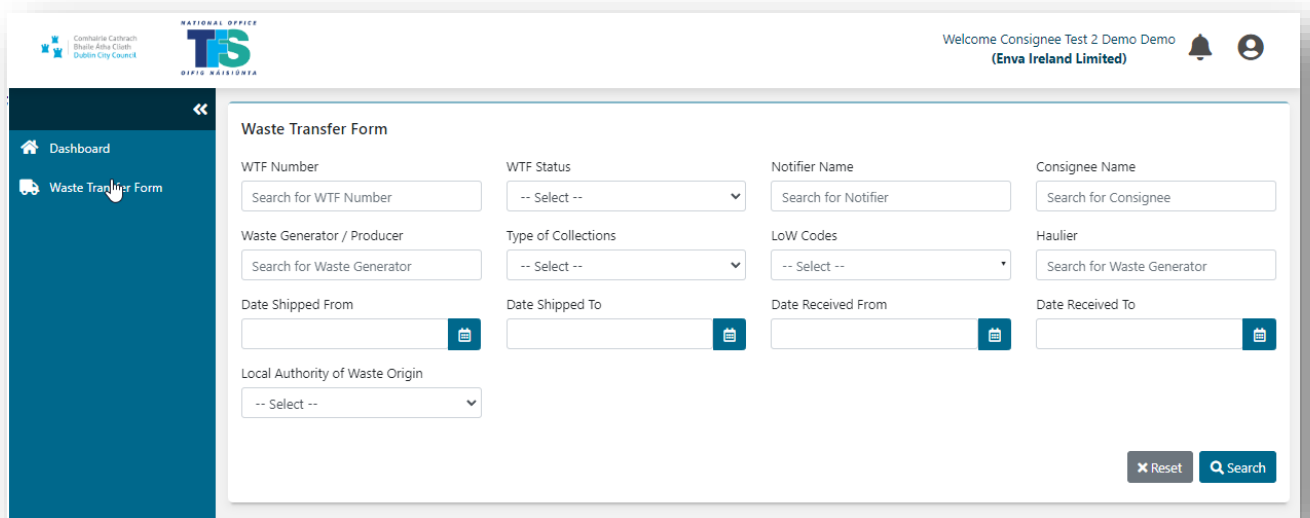 Comhairle Cathrach
Bhaile Átha Cliath
Dublin City Council
NATIONAL OFFICE
TFS
OIFIG NÁISIÚNTA
Welcome Consignee Test 2 Demo Demo
(Enva Ireland Limited)
Dashboard
Waste Transfer Form
Waste Transfer Form
WTF Number
WTF Status
Notifier Name
Consignee Name
Search for WTF Number
-- Select --
Search for Notifier
Search for Consignee
Waste Generator / Producer
Type of Collections
LoW Codes
Haulier
Search for Waste Generator
-- Select --
-- Select --
Search for Waste Generator
Date Shipped From
Date Shipped To
Date Received From
Date Received To
Local Authority of Waste Origin
-- Select --
Reset
Search